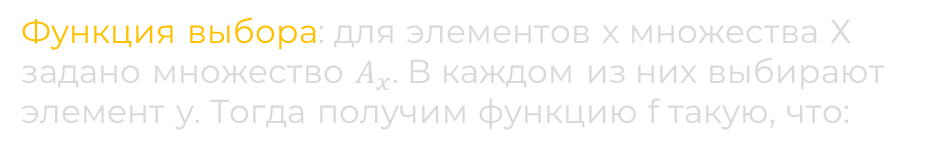 Функция выбора: для элементов x множества X
задано множество Aₓ. В каждом из них выбирают
элемент y. Тогда получим функцию f такую, что: